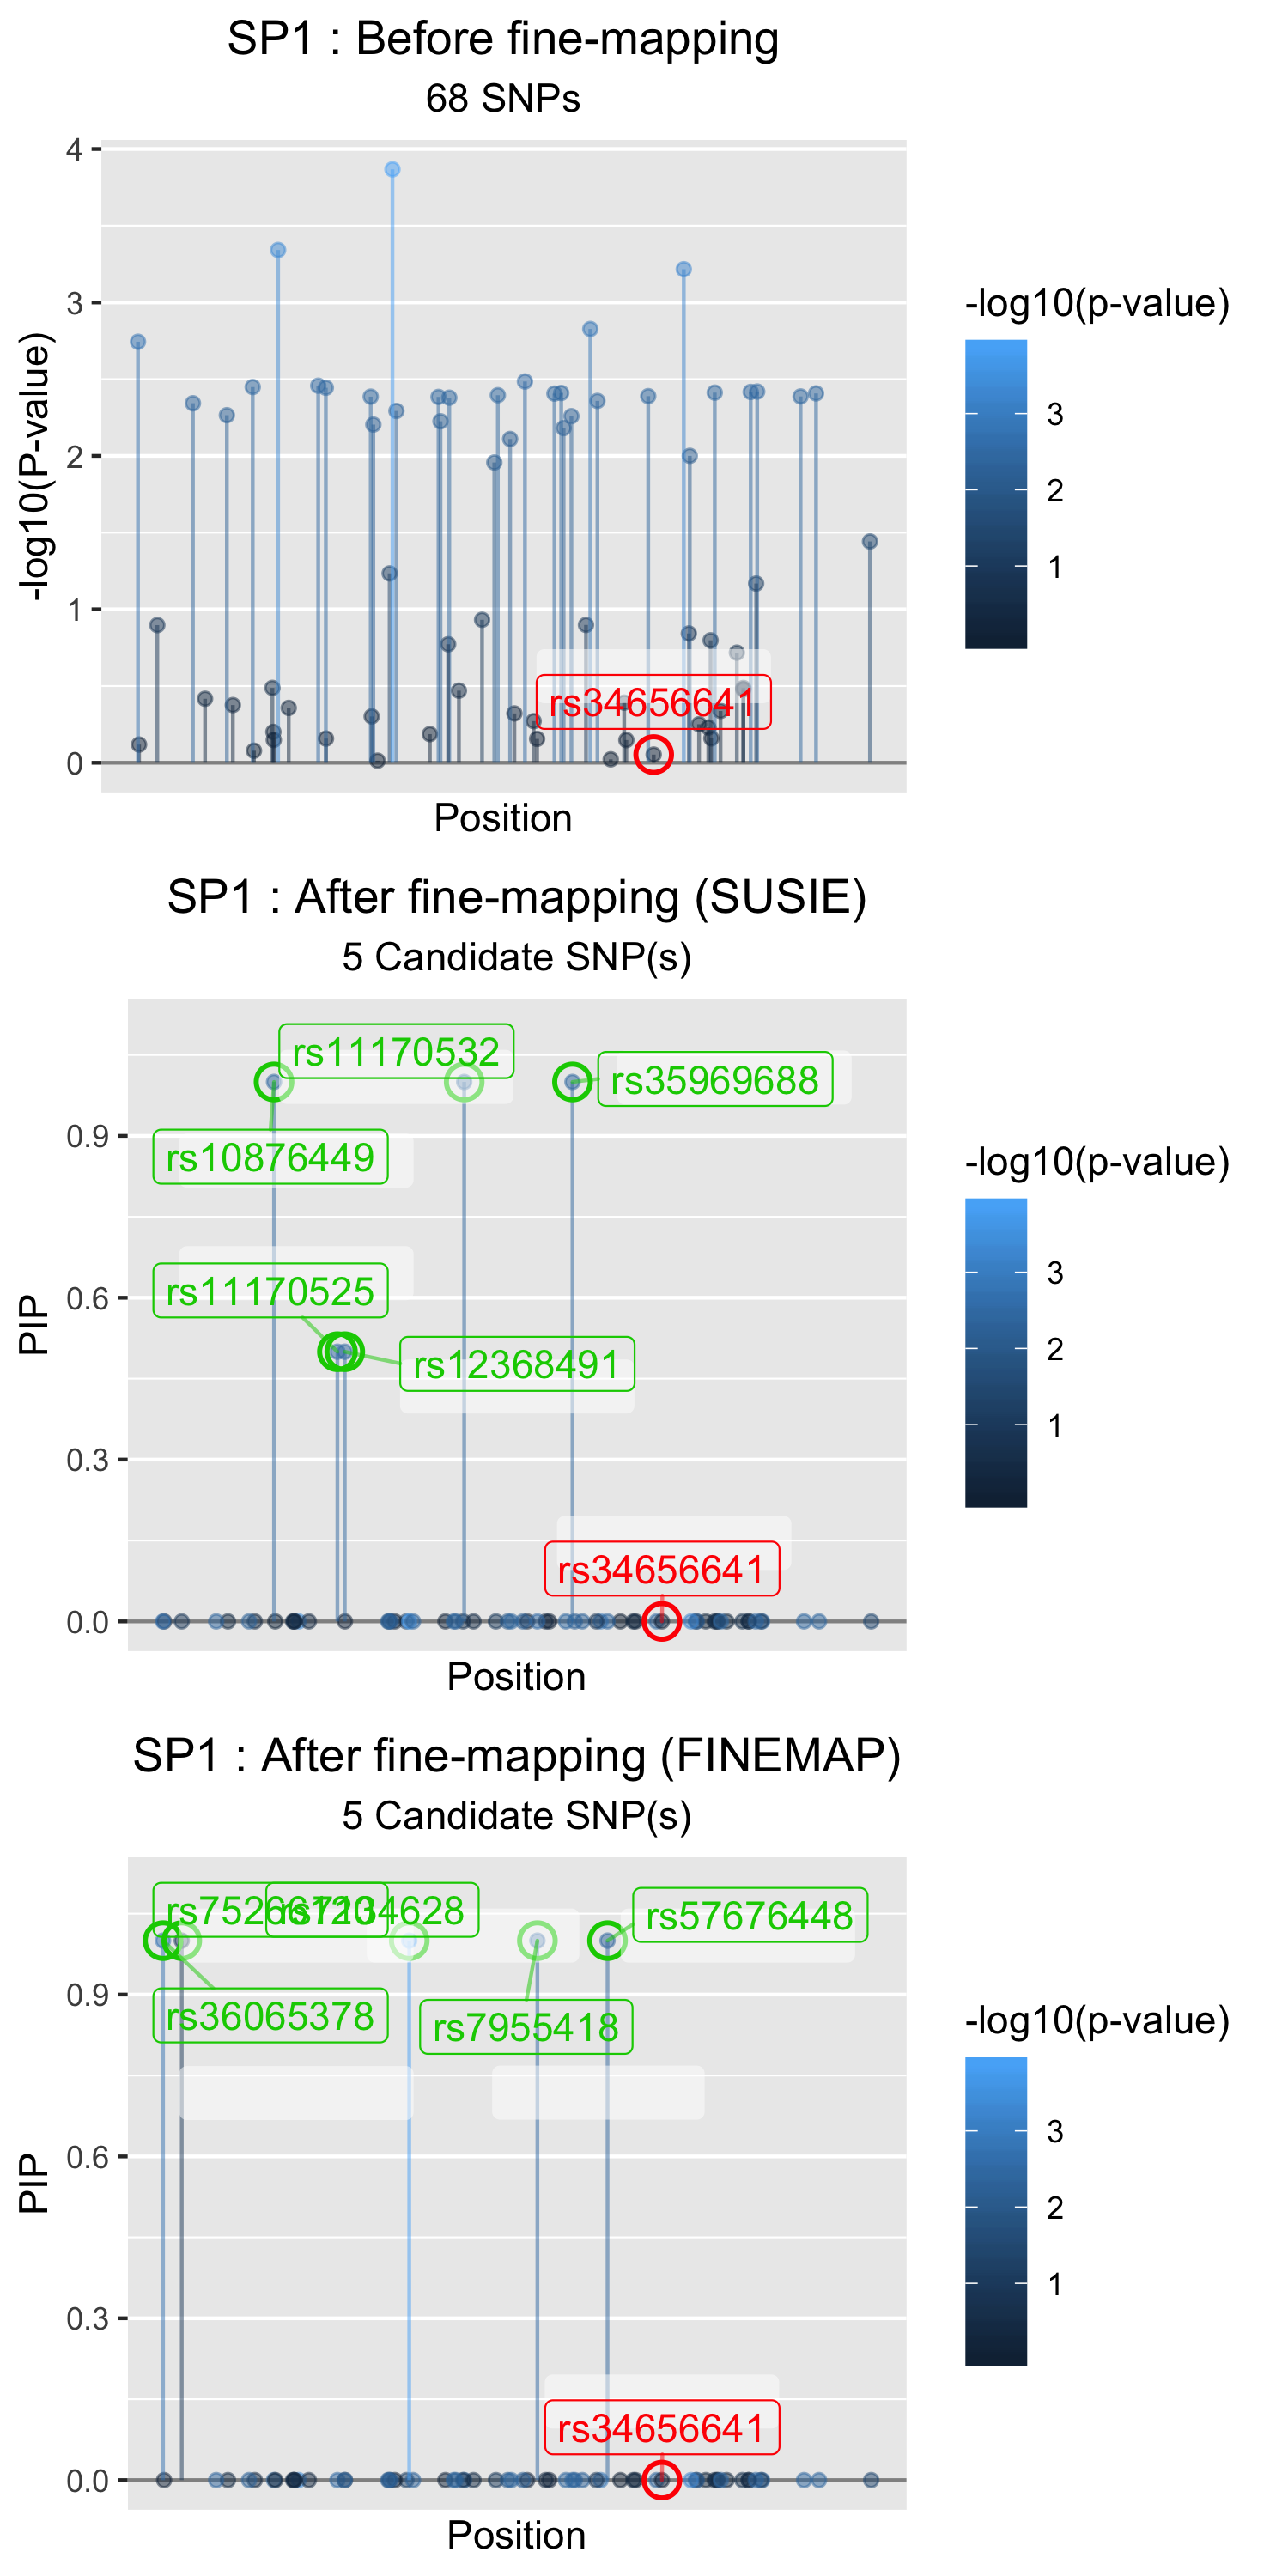 SP1 : Before fine-mapping
68 SNPs
4
3
2
1
0
-log10(P-value)
rs34656641
Position
-log10(p-value)
3
2
1
SP1 : After fine-mapping (SUSIE)
5 Candidate SNP(s)
rs11170532
rs35969688
rs10876449
rs11170525
rs12368491
rs34656641
0.9
0.6
0.3
0.0
PIP
Position
-log10(p-value)
3
2
1
SP1 : After fine-mapping (FINEMAP)
5 Candidate SNP(s)
rs57676448
rs36065378
rs7955418
rs34656641
0.9
0.6
0.3
0.0
PIP
Position
-log10(p-value)
3
2
1